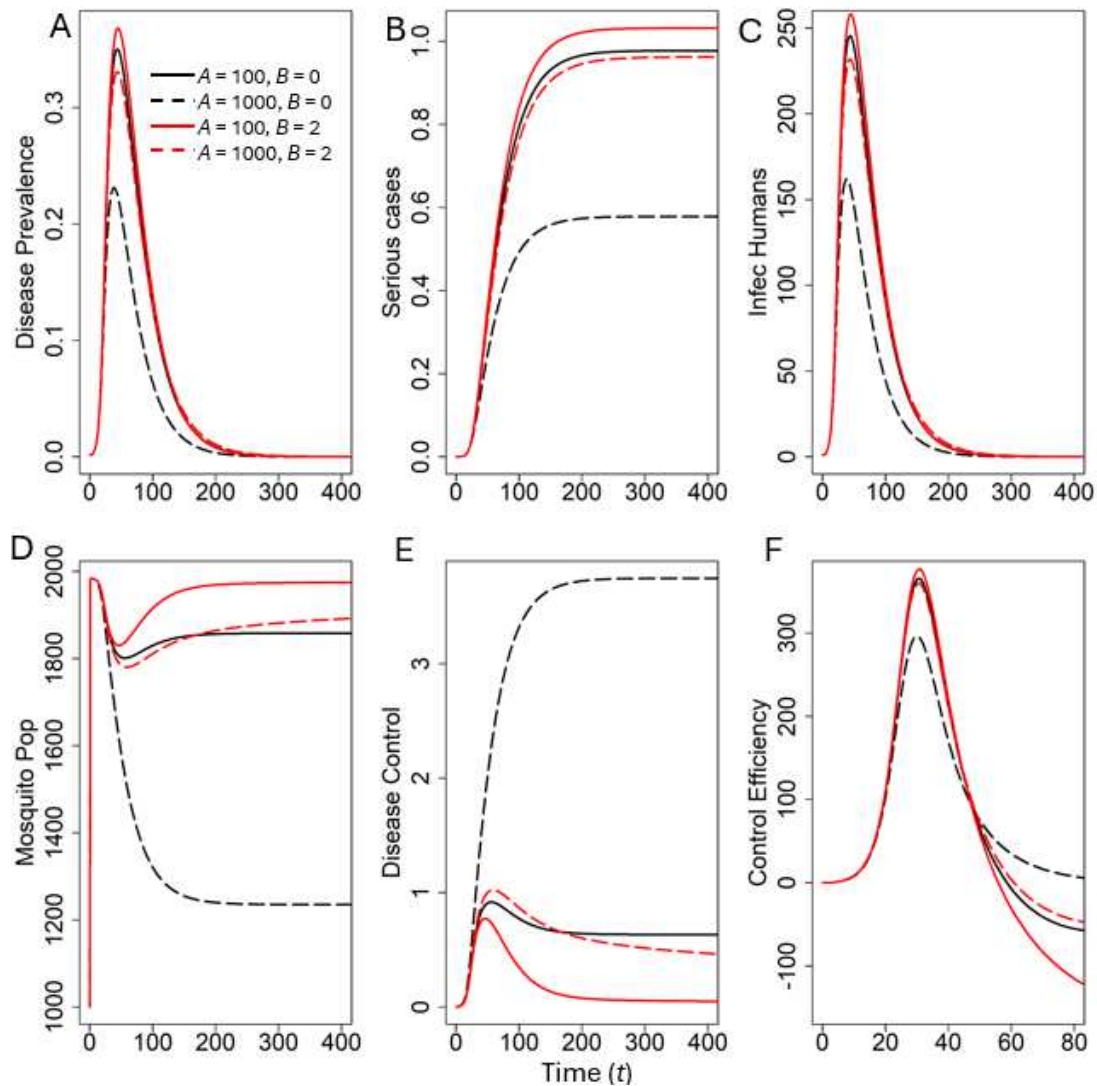 A
Disease Prevalence
0.0
0.1
0.2
0.3
0 100 200 300 400
A = 100, B = 0
A = 1000, B = 0
A = 100, B = 2
A = 1000, B = 2
B
Serious cases
0.0
0.2
0.4
0.6
0.8
1.0
0 100 200 300 400
C
Infec Humans
0
50
100
150
200
250
0 100 200 300 400
D
Mosquito Pop
1000
1200
1400
1600
1800
2000
0 100 200 300 400
E
Disease Control
0
1
2
3
0 100 200 300 400
F
Control Efficiency
-100
0
100
200
300
0 20 40 60 80
Time (t)